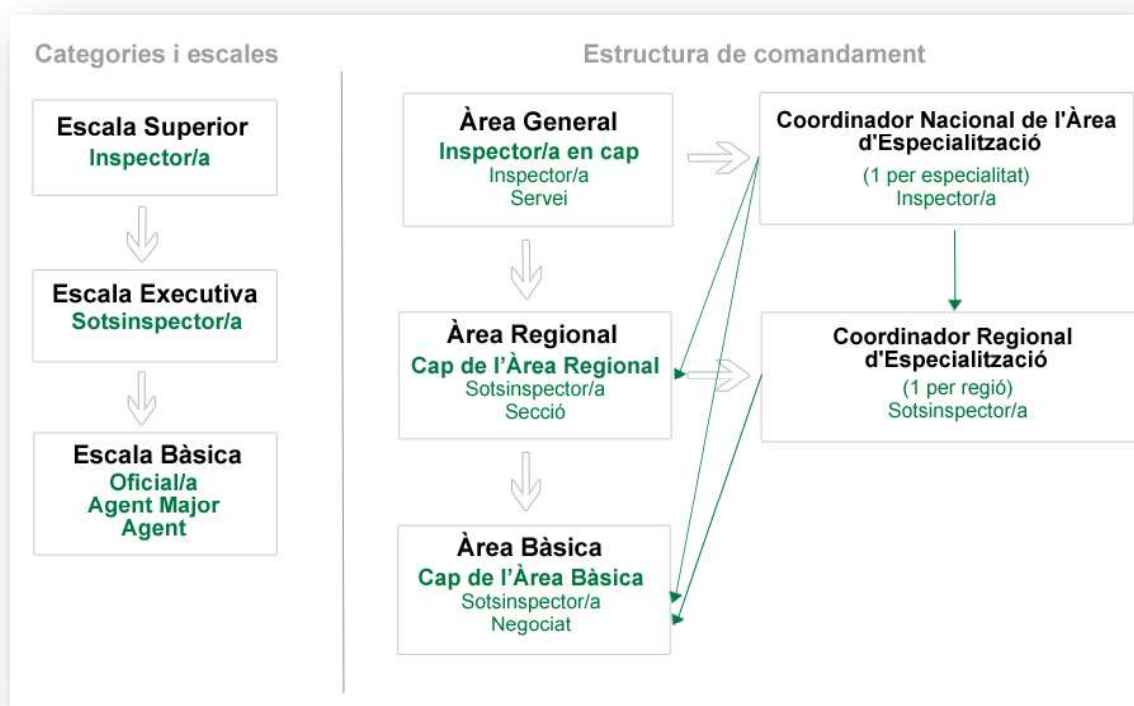 Categories i escales
Escala Superior
Inspector/a
Escala Executiva
Sotsinspector/a
Escala Bàsica
Oficial/a
Agent Major
Agent
Estructura de comandament
Àrea General
Inspector/a en cap
Inspector/a
Servei
Coordinador Nacional de l'Àrea
d'Especialització
(1 per especialitat)
Inspector/a
Àrea Regional
Cap de l’Àrea Regional
Sotsinspector/a
Secció
Coordinador Regional
d'Especialització
(1 per regió)
Sotsinspector/a
Àrea Bàsica
Cap de l’Àrea Bàsica
Sotsinspector/a
Negociat